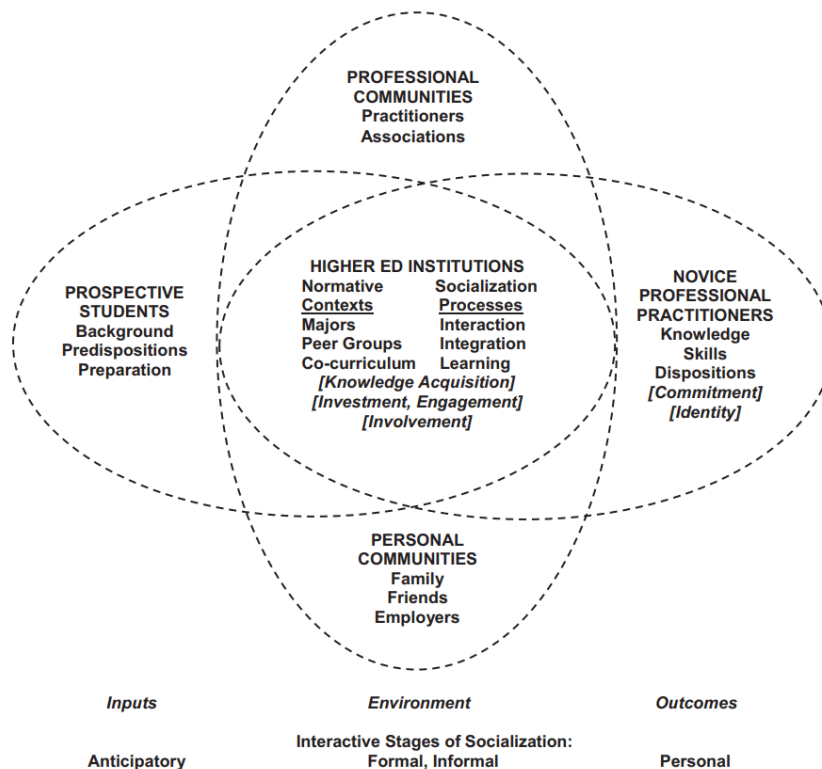 PROFESSIONAL
COMMUNITIES
Practitioners
Associations
PROSPECTIVE
STUDENTS
Background
Predispositions
Preparation
HIGHER ED INSTITUTIONS
Normative Socialization
Contexts Processes
Majors Interaction
Peer Groups Integration
Co-curriculum Learning
[Knowledge Acquisition]
[Investment, Engagement]
[Involvement]
NOVICE
PROFESSIONAL
PRACTITIONERS
Knowledge
Skills
Dispositions
[Commitment]
[Identity]
PERSONAL
COMMUNITIES
Family
Friends
Employers
Inputs Environment Outcomes
Interactive Stages of Socialization:
Anticipatory Formal, Informal Personal